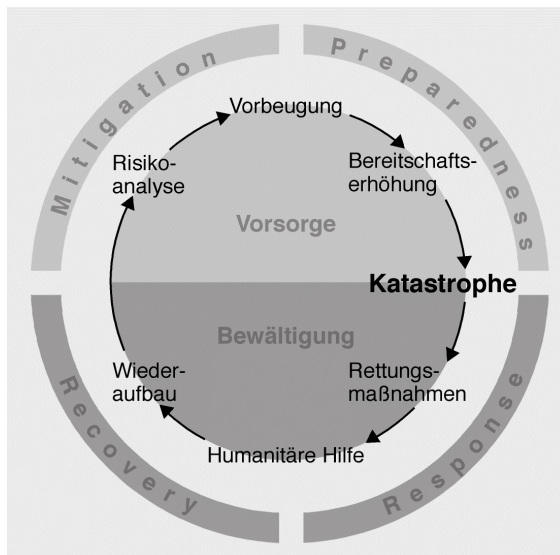 Mitigation
Preparedness
Vorbeugung
Risiko-
analyse
Bereitschafts-
erhöhung
Vorsorge
Katastrophe
Bewältigung
Wieder-
aufbau
Rettungs-
maßnahmen
Humanitäre Hilfe
Recovery
Response